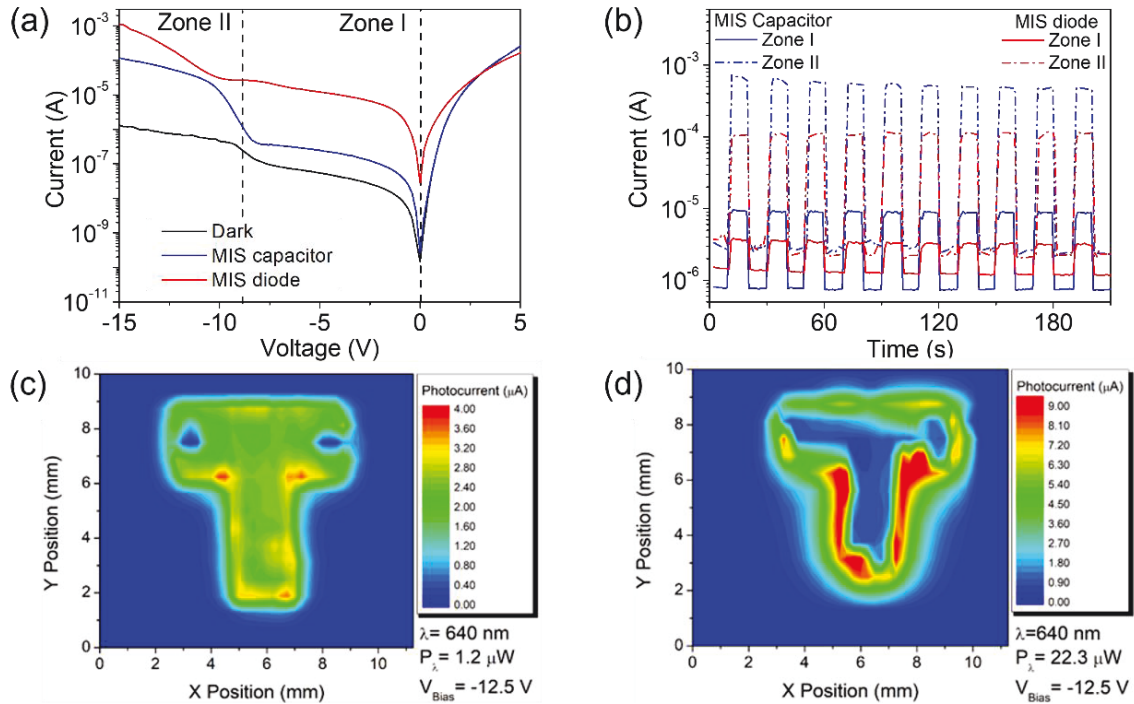 (a)
Zone II
Zone I
10⁻³
10⁻⁵
10⁻⁷
10⁻⁹
10⁻¹¹
Current (A)
Dark
MIS capacitor
MIS diode
-15
-10
-5
0
5
Voltage (V)
(b)
MIS Capacitor
Zone I
Zone II
MIS diode
Zone I
Zone II
10⁻³
10⁻⁴
10⁻⁵
10⁻⁶
Current (A)
0
60
120
180
Time (s)
(c)
10
8
6
4
2
0
Y Position (mm)
0
2
4
6
8
10
X Position (mm)
Photocurrent (μA)
4.00
3.60
3.20
2.80
2.40
2.00
1.60
1.20
0.80
0.40
0.00
λ= 640 nm
Pλ= 1.2 μW
VBias= -12.5 V
(d)
10
8
6
4
2
0
Y Position (mm)
0
2
4
6
8
10
X Position (mm)
Photocurrent (μA)
9.00
8.10
7.20
6.30
5.40
4.50
3.60
2.70
1.80
0.90
0.00
λ=640 nm
Pλ= 22.3 μW
VBias= -12.5 V